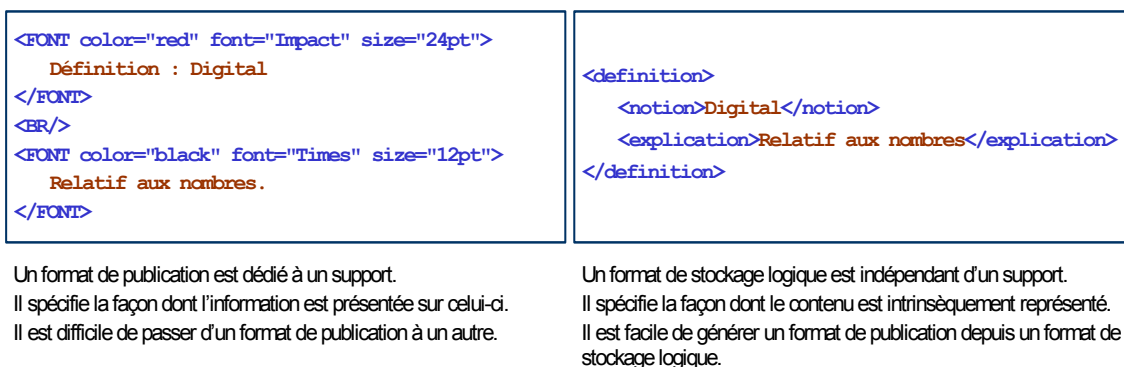 <FONT color="red" font="Impact" size="24pt">
Définition : Digital
</FONT>
<BR/>
<FONT color="black" font="Times" size="12pt">
Relatif aux nombres.
</FONT>
Un format de publication est dédié à un support.
Il spécifie la façon dont l'information est présentée sur celui-ci.
Il est difficile de passer d'un format de publication à un autre.
<definition>
<notion>Digital</notion>
<explication>Relatif aux nombres</explication>
</definition>
Un format de stockage logique est indépendant d'un support.
Il spécifie la façon dont le contenu est intrinsèquement représenté.
Il est facile de générer un format de publication depuis un format de
stockage logique.